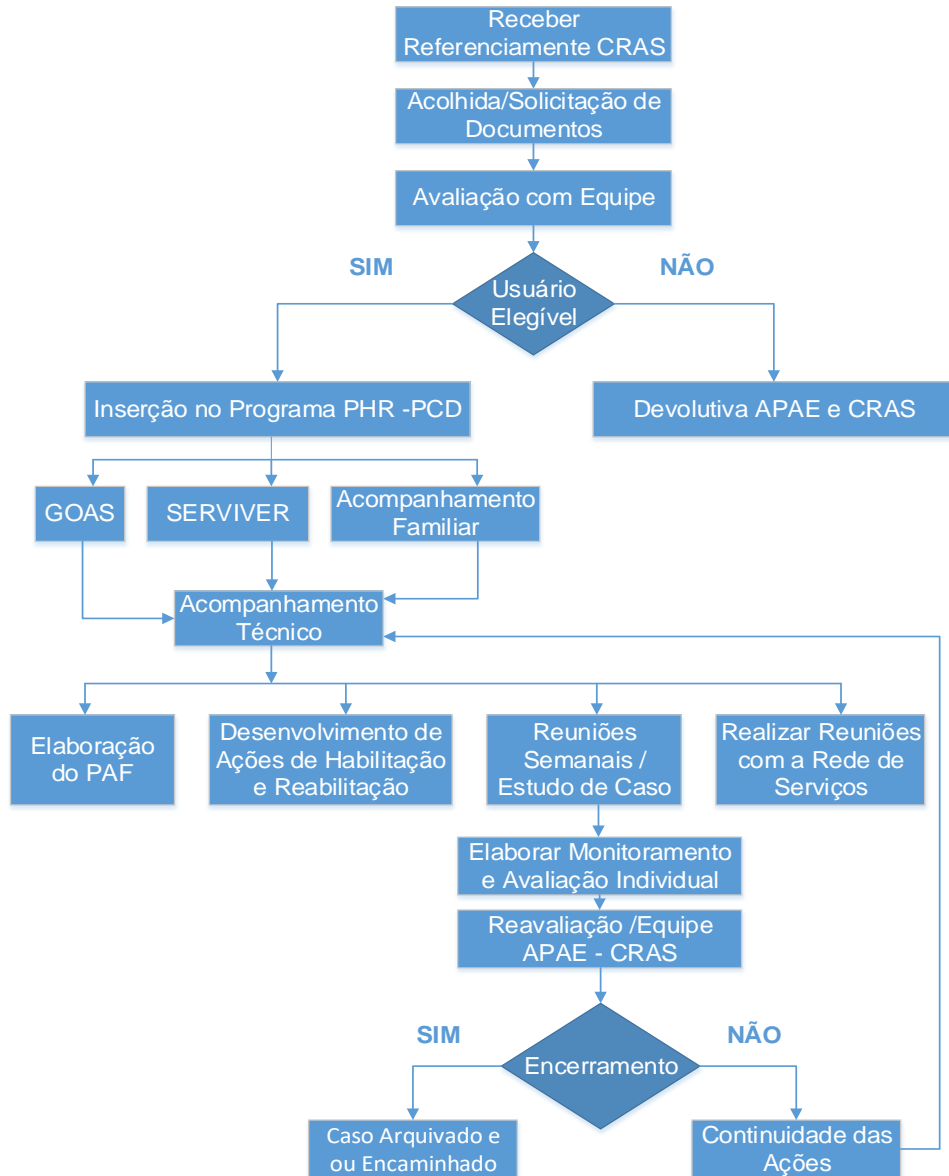 Receber
Referenciamente CRAS
Acolhida/Solicitação de
Documentos
Avaliação com Equipe
SIM
NÃO
Usuário
Elegível
Inserção no Programa PHR -PCD
Devolutiva APAE e CRAS
GOAS
SERVIVER
Acompanhamento
Familiar
Acompanhamento
Técnico
Elaboração
do PAF
Desenvolvimento de
Ações de Habilitação
e Reabilitação
Reuniões
Semanais /
Estudo de Caso
Realizar Reuniões
com a Rede de
Serviços
Elaborar Monitoramento
e Avaliação Individual
Reavaliação /Equipe
APAE - CRAS
SIM
NÃO
Encerramento
Caso Arquivado e
ou Encaminhado
Continuidade das
Ações